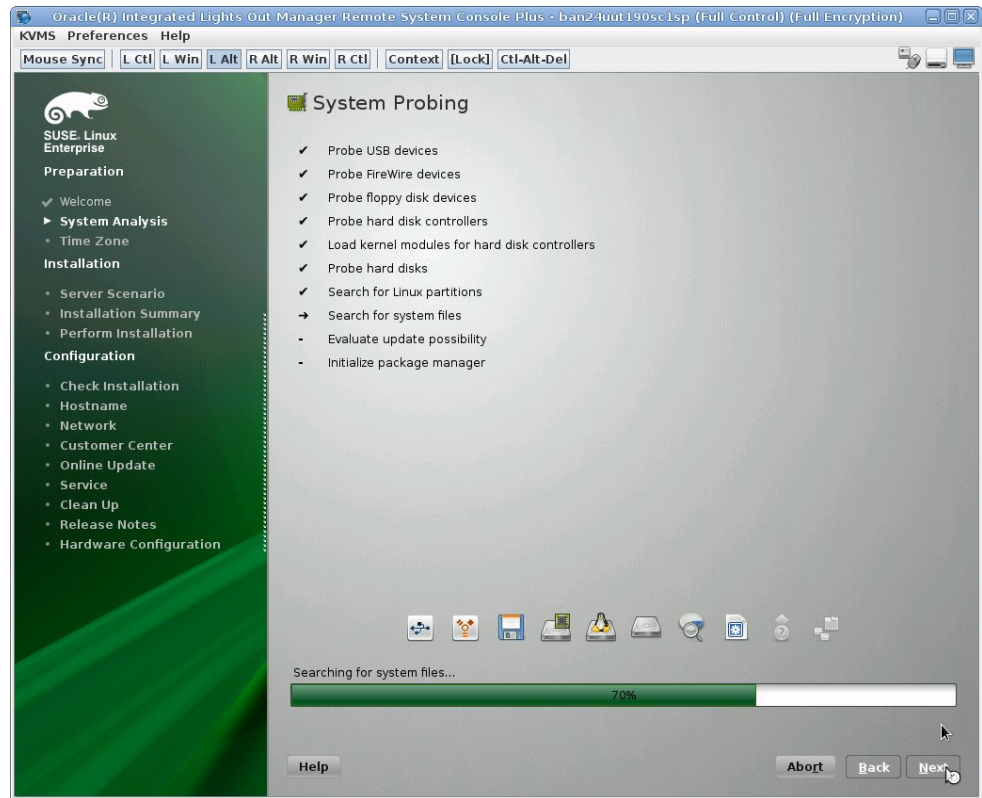 Oracle(R) Integrated Lights Out Manager Remote System Console Plus - ban24uut190sc1sp (Full Control) (Full Encryption)
KVMS Preferences Help
Mouse Sync L Ctl L Win L Alt R Alt R Win R Ctl Context [Lock] Ctl-Alt-Del
SUSE. Linux
Enterprise
Preparation
Welcome
System Analysis
Time Zone
Installation
Server Scenario
Installation Summary
Perform Installation
Configuration
Check Installation
Hostname
Network
Customer Center
Online Update
Service
Clean Up
Release Notes
Hardware Configuration
System Probing
✔ Probe USB devices
✔ Probe FireWire devices
✔ Probe floppy disk devices
✔ Probe hard disk controllers
✔ Load kernel modules for hard disk controllers
✔ Probe hard disks
✔ Search for Linux partitions
➔ Search for system files
- Evaluate update possibility
- Initialize package manager
Searching for system files...
70%
Help Abort Back Next